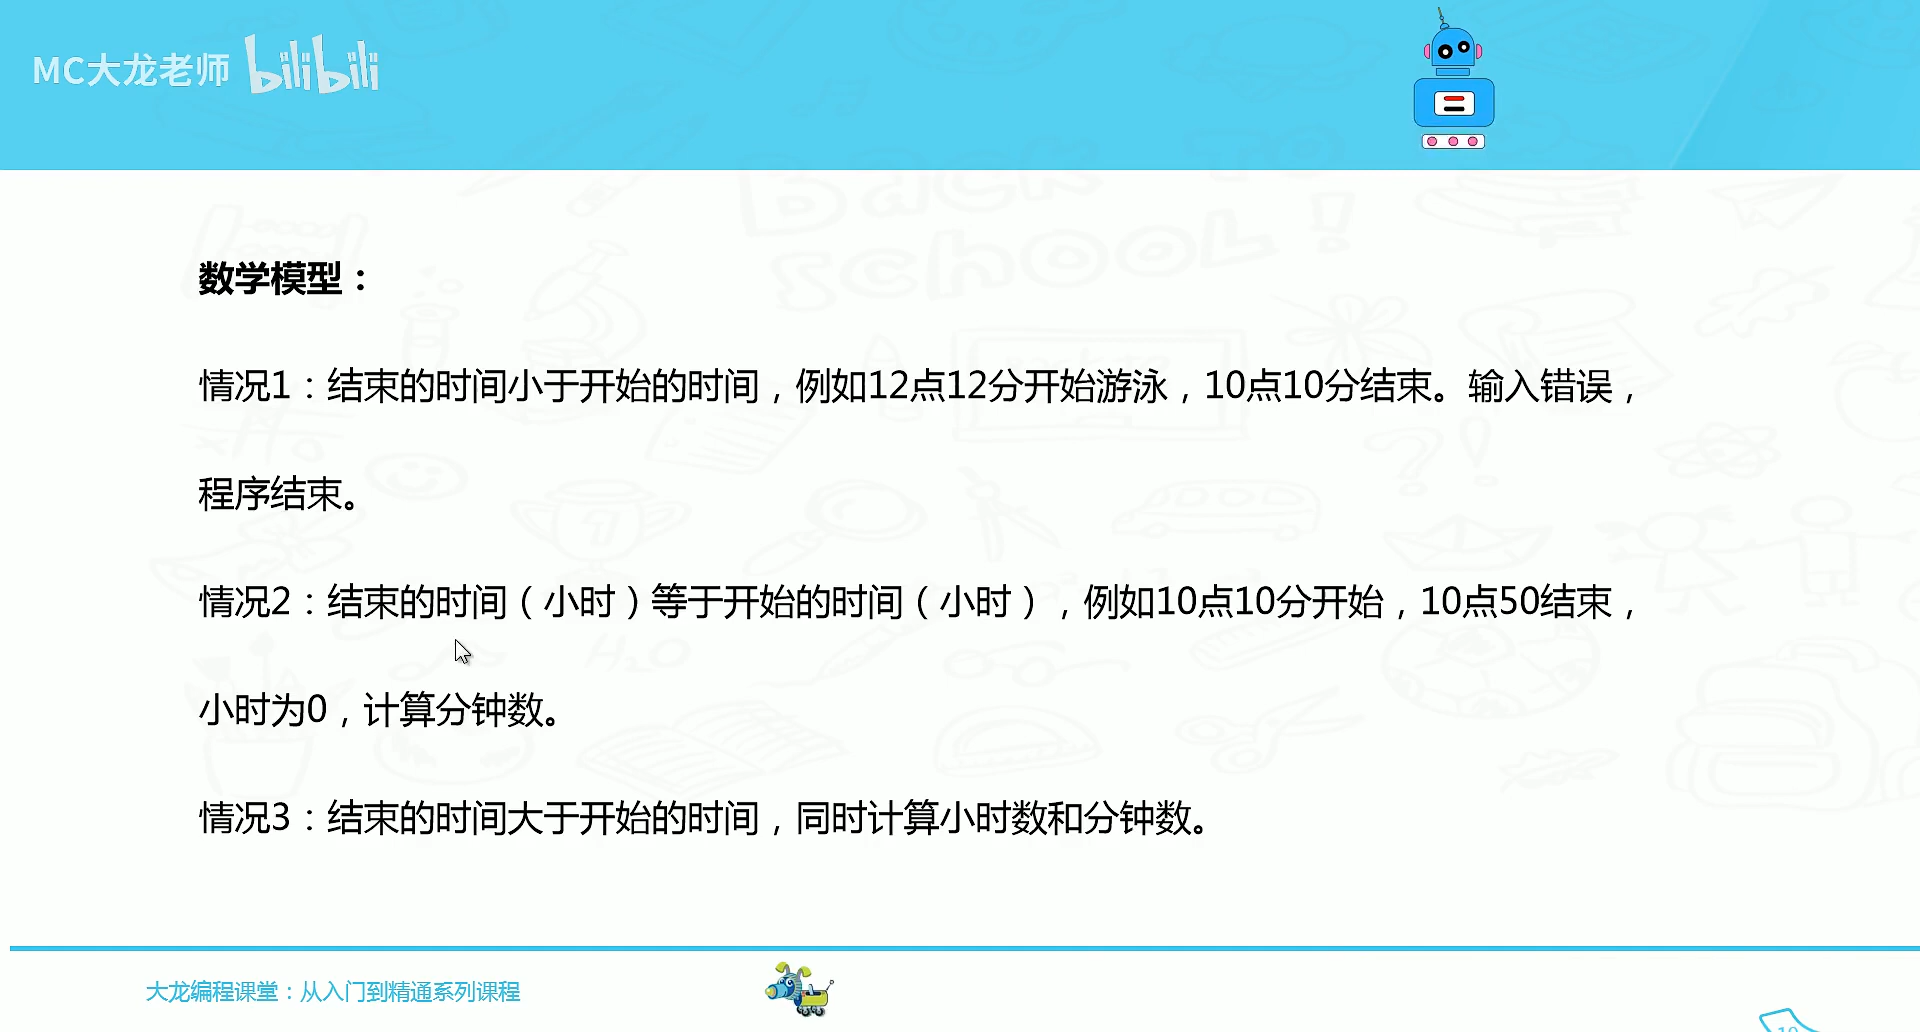 MC大龙老师 bilibili
数学模型：
情况1：结束的时间小于开始的时间，例如12点12分开始游泳，10点10分结束。输入错误，
程序结束。
情况2：结束的时间（小时）等于开始的时间（小时），例如10点10分开始，10点50结束，
小时为0，计算分钟数。
情况3：结束的时间大于开始的时间，同时计算小时数和分钟数。
大龙编程课堂：从入门到精通系列课程